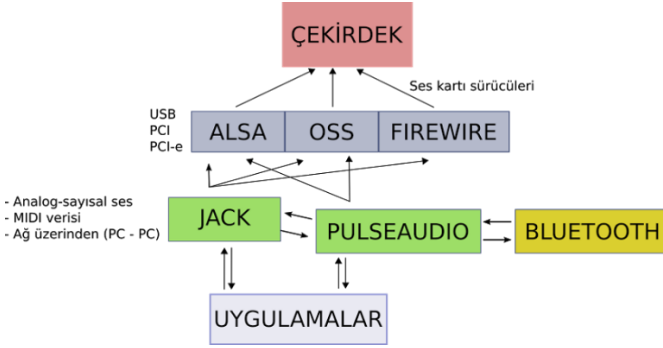 ÇEKİRDEK
Ses kartı sürücüleri
USB
PCI
PCI-e
ALSA
OSS
FIREWIRE
- Analog-sayısal ses
- MIDI verisi
- Ağ üzerinden (PC - PC)
JACK
PULSEAUDIO
BLUETOOTH
UYGULAMALAR